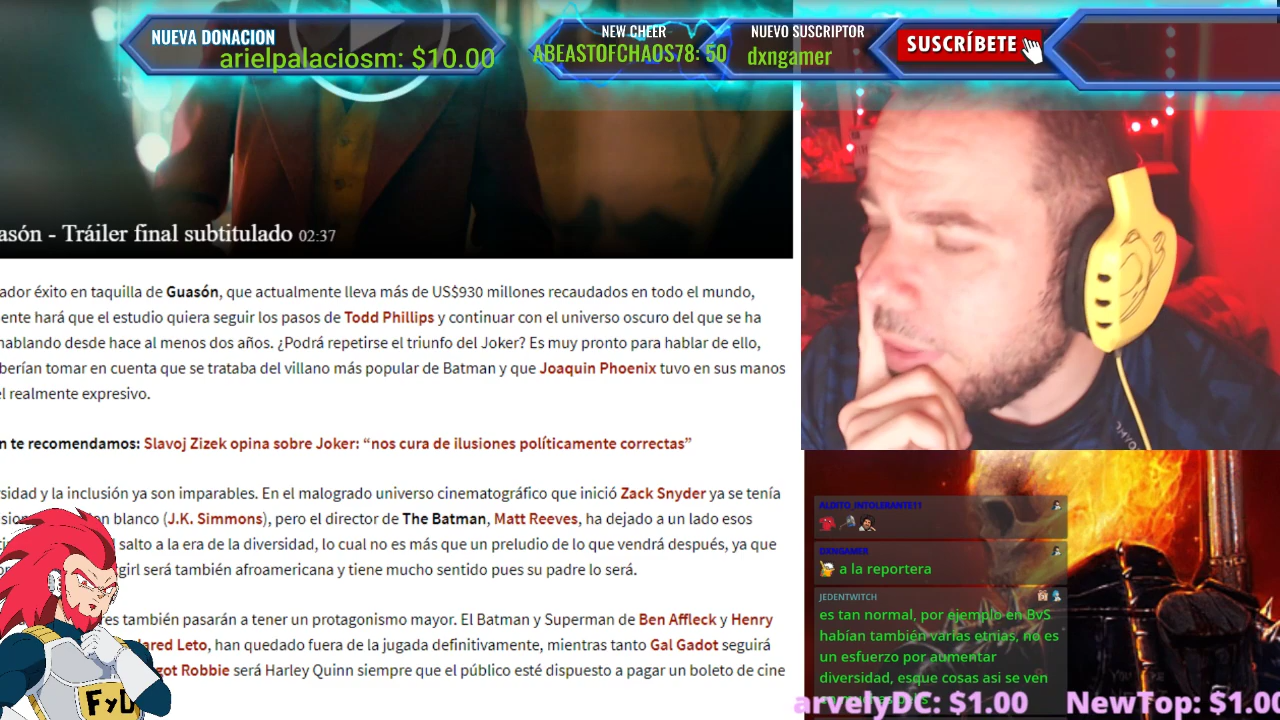 NUEVA DONACION
arielpalaciosm: $10.00
NEW CHEER
ABEASTOFCHAOS78: 50
NUEVO SUSCRIPTOR
dxngamer
SUSCRÍBETE
asón - Tráiler final subtitulado 02:37
ador éxito en taquilla de Guasón, que actualmente lleva más de US$930 millones recaudados en todo el mundo,
ente hará que el estudio quiera seguir los pasos de Todd Phillips y continuar con el universo oscuro del que se ha
hablando desde hace al menos dos años. ¿Podrá repetirse el triunfo del Joker? Es muy pronto para hablar de ello,
berían tomar en cuenta que se trataba del villano más popular de Batman y que Joaquin Phoenix tuvo en sus manos
el realmente expresivo.
n te recomendamos: Slavoj Zizek opina sobre Joker: “nos cura de ilusiones políticamente correctas”
rsidad y la inclusión ya son imparables. En el malogrado universo cinematográfico que inició Zack Snyder ya se tenía
blanco (J.K. Simmons), pero el director de The Batman, Matt Reeves, ha dejado a un lado esos
salto a la era de la diversidad, lo cual no es más que un preludio de lo que vendrá después, ya que
girl será también afroamericana y tiene mucho sentido pues su padre lo será.
res también pasarán a tener un protagonismo mayor. El Batman y Superman de Ben Affleck y Henry
ared Leto, han quedado fuera de la jugada definitivamente, mientras tanto Gal Gadot seguirá
got Robbie será Harley Quinn siempre que el público esté dispuesto a pagar un boleto de cine
FyD
ALDITO_INTOLERANTE11
DXNGAMER
a la reportera
JEDENTWITCH
es tan normal, por ejemplo en BvS
habían también varias etnias, no es
un esfuerzo por aumentar
diversidad, esque cosas asi se ven
arvelyDC: $1.00 NewTop: $1.00